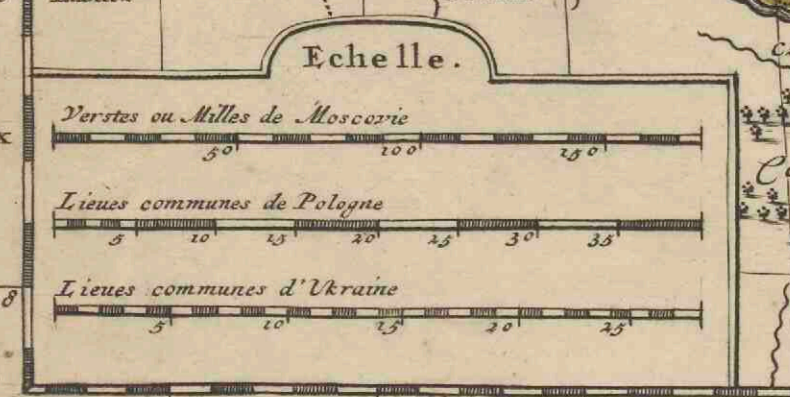 Echelle.
Verstes ou Milles de Moscovie
50 100 150
Lieues communes de Pologne
5 10 15 20 25 30 35
Lieues communes d'Ukraine
8
5 10 15 20 25